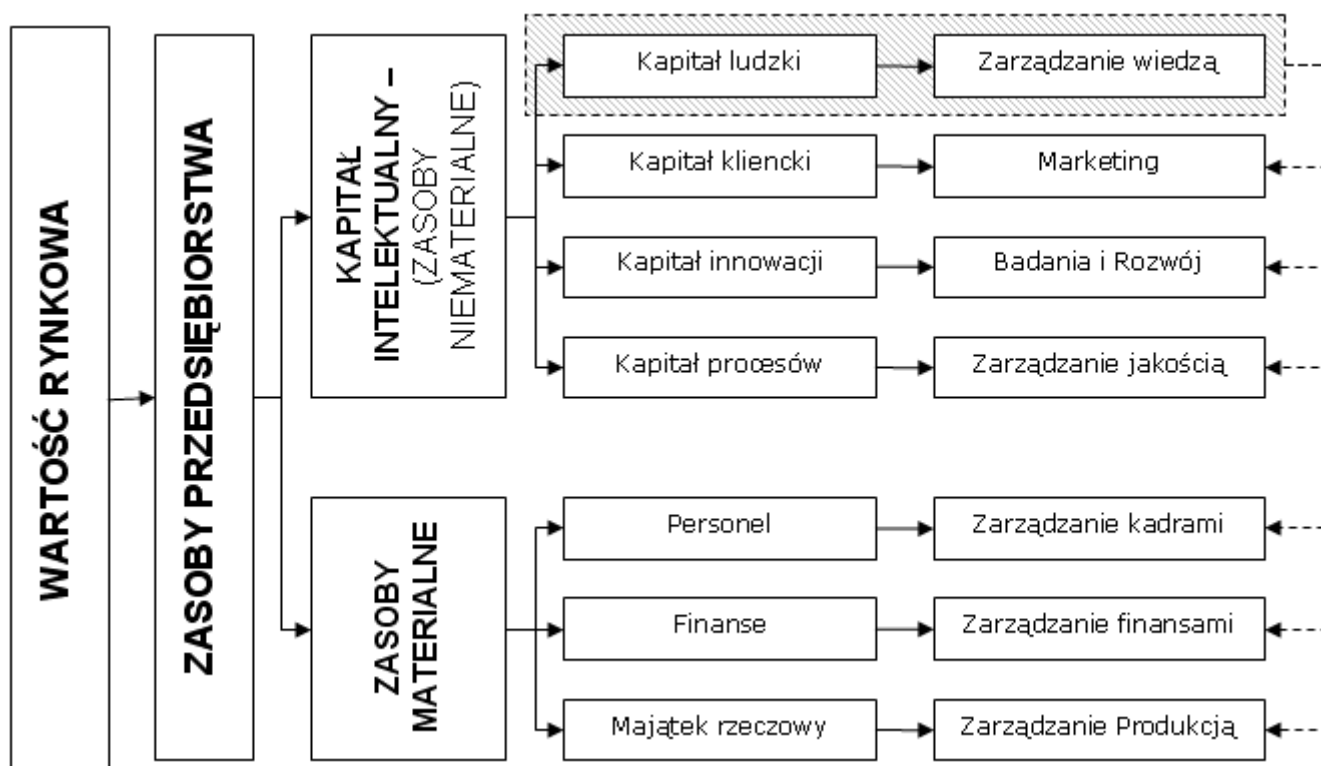 WARTOŚĆ RYNKOWA
ZASOBY PRZEDSIĘBIORSTWA
KAPITAŁ
INTELEKTUALNY –
(ZASOBY
NIEMATERIALNE)
Kapitał ludzki
Zarządzanie wiedzą
Kapitał kliencki
Marketing
Kapitał innowacji
Badania i Rozwój
Kapitał procesów
Zarządzanie jakością
ZASOBY
MATERIALNE
Personel
Zarządzanie kadrami
Finanse
Zarządzanie finansami
Majątek rzeczowy
Zarządzanie Produkcją